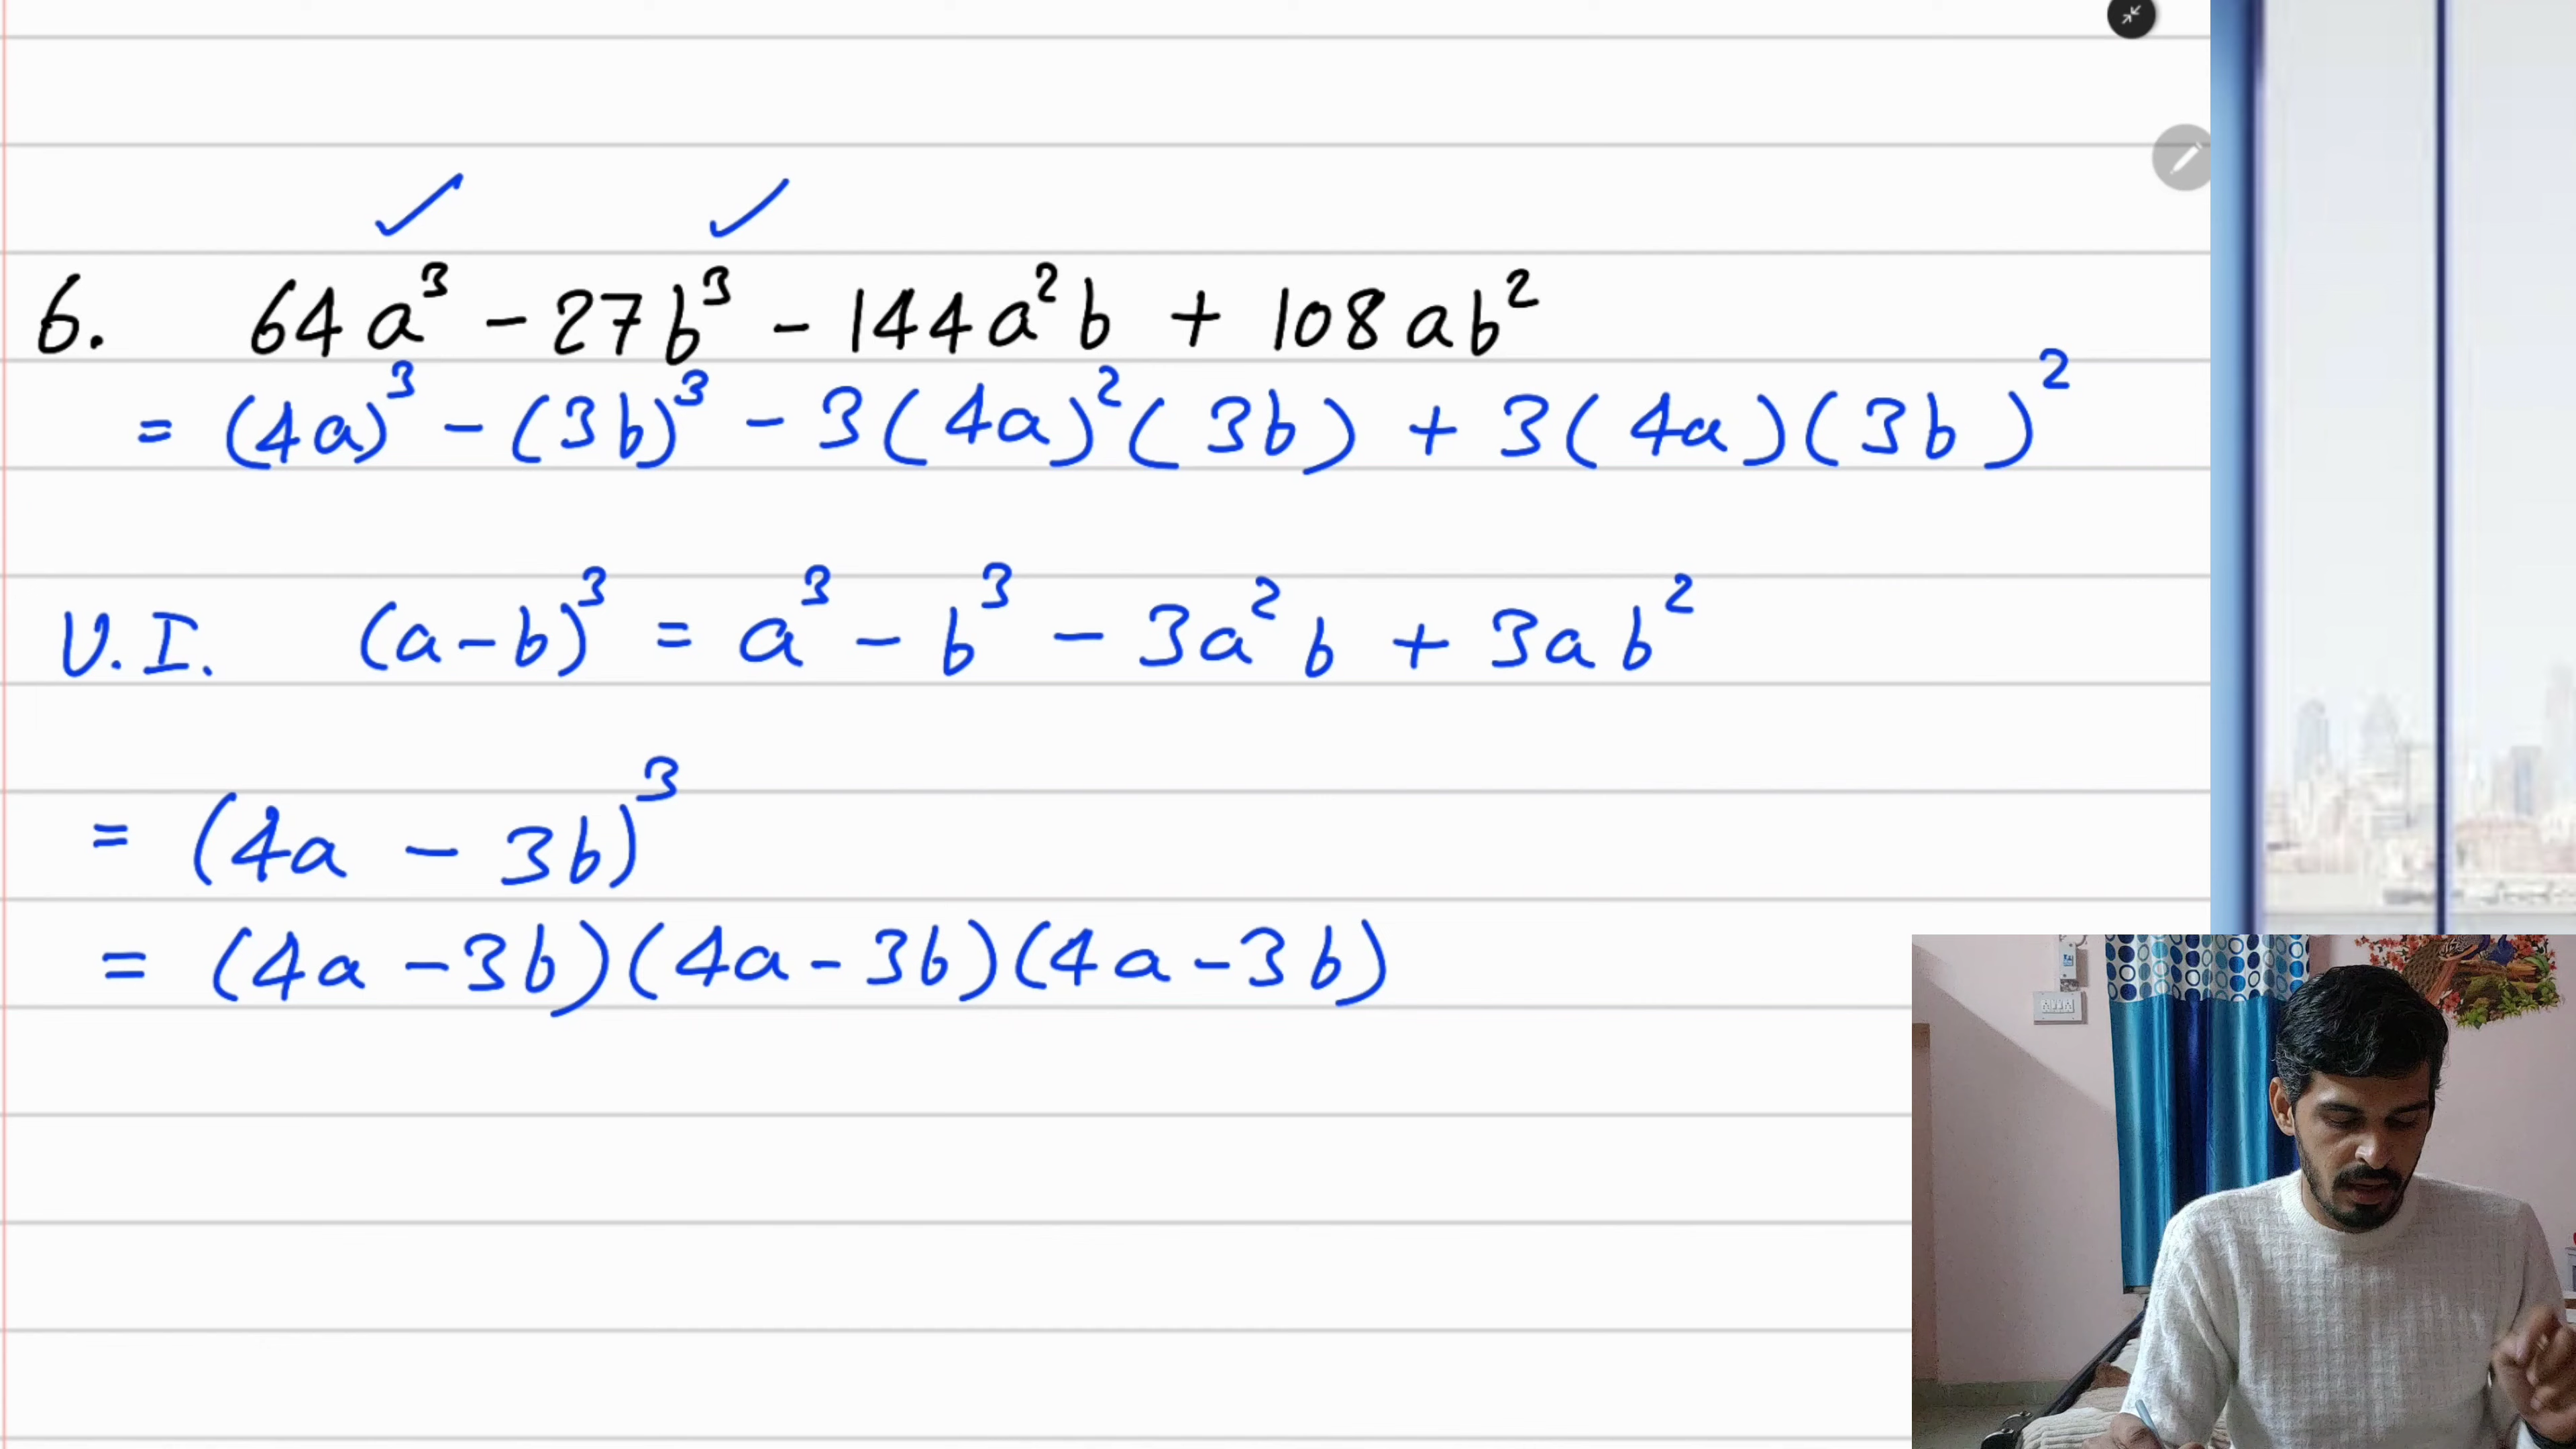 6. 64a³ - 27b³ - 144a²b + 108ab²
= (4a)³ - (3b)³ - 3(4a)²(3b) + 3(4a)(3b)²
U.I. (a-b)³ = a³ - b³ - 3a²b + 3ab²
= (4a - 3b)³
= (4a - 3b)(4a - 3b)(4a - 3b)